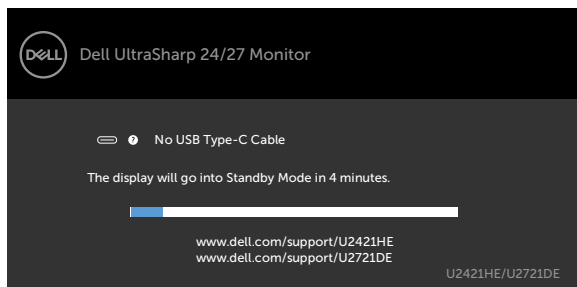 DELL
Dell UltraSharp 24/27 Monitor
? No USB Type-C Cable
The display will go into Standby Mode in 4 minutes.
www.dell.com/support/U2421HE
www.dell.com/support/U2721DE
U2421HE/U2721DE